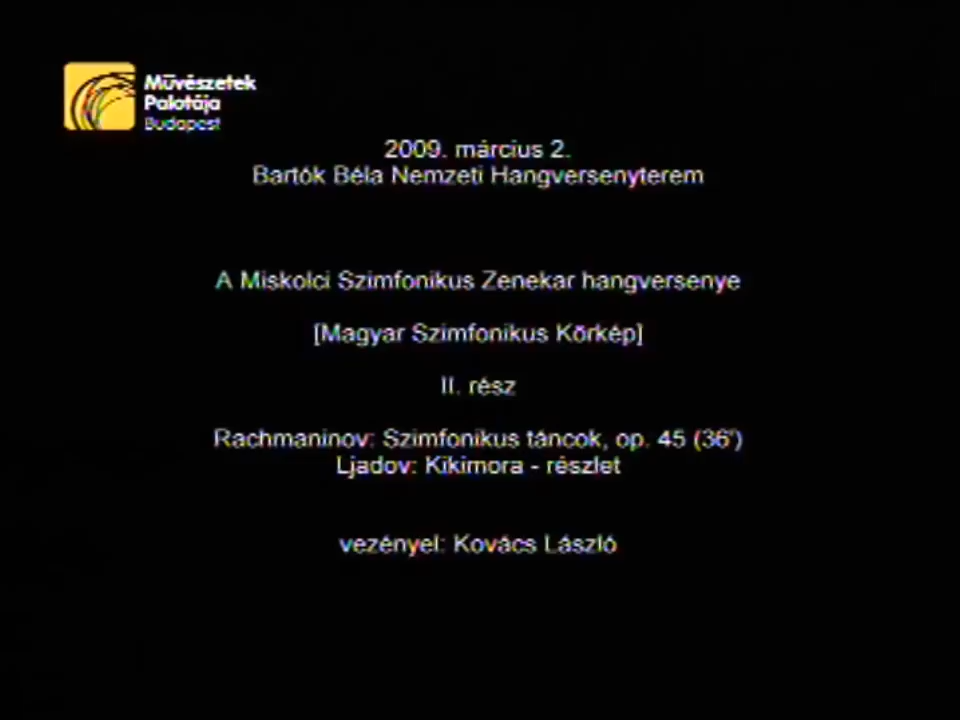 Művészetek
Palotája
Budapest
2009. március 2.
Bartók Béla Nemzeti Hangversenyterem
A Miskolci Szimfonikus Zenekar hangversenye
[Magyar Szimfonikus Körkép]
II. rész
Rachmaninov: Szimfonikus táncok, op. 45 (36')
Ljadov: Kikimora - részlet
vezényel: Kovács László